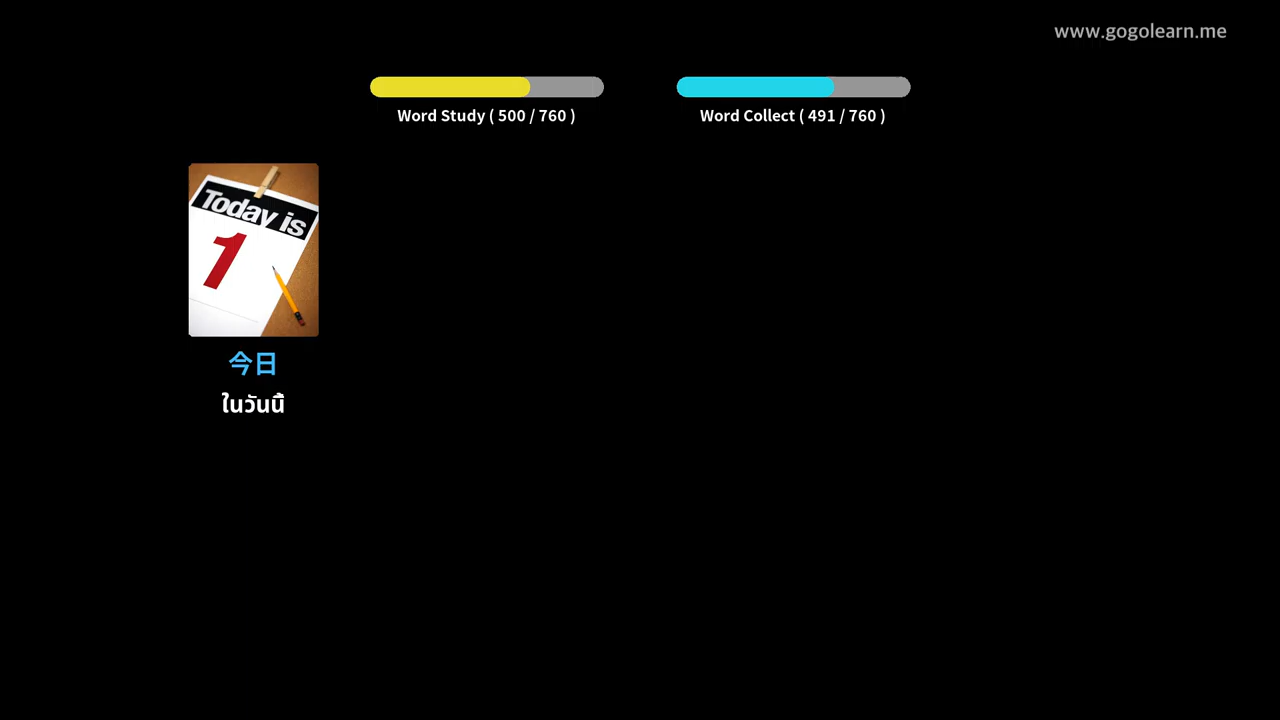 www.gogolearn.me
Word Study ( 500 / 760 )
Word Collect ( 491 / 760 )
Today is
1
今日
ในวันนี้